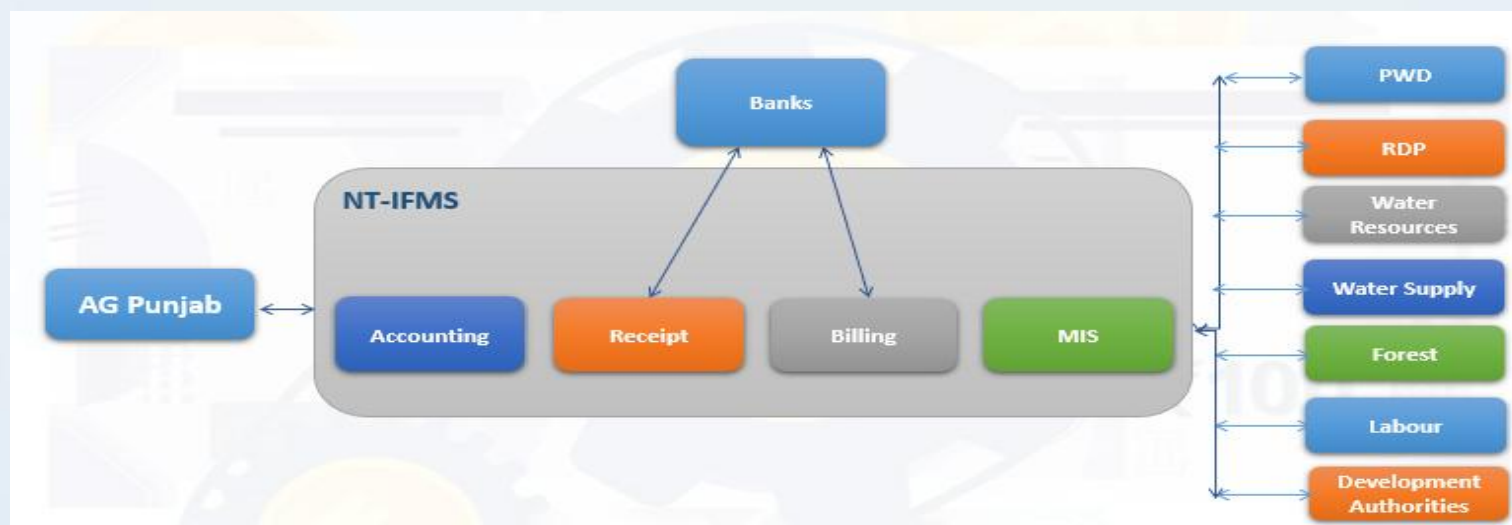 Banks
NT-IFMS
AG Punjab
Accounting
Receipt
Billing
MIS
PWD
RDP
Water
Resources
Water Supply
Forest
Labour
Development
Authorities